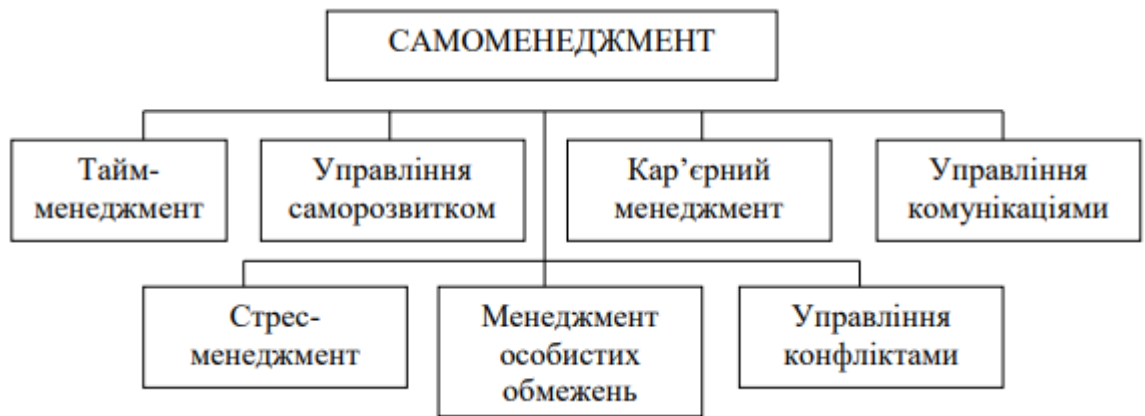 САМОМЕНЕДЖМЕНТ
Тайм-
менеджмент
Управління
саморозвитком
Кар’єрний
менеджмент
Управління
комунікаціями
Стрес-
менеджмент
Менеджмент
особистих
обмежень
Управління
конфліктами